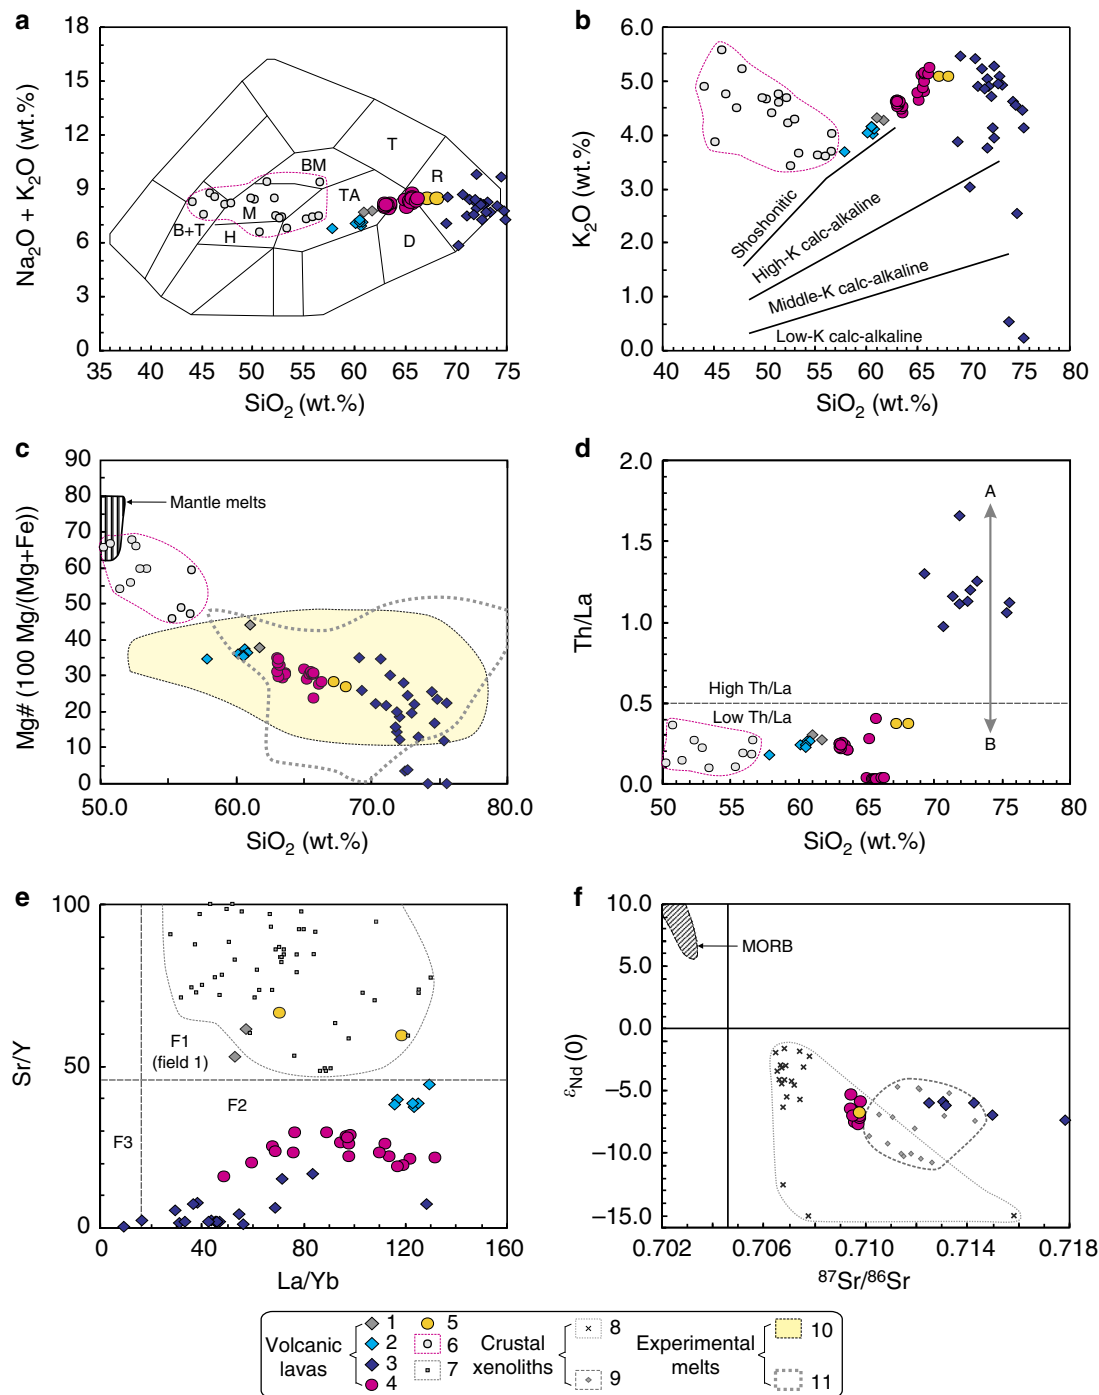 a
Na2O + K2O (wt.%)
18
15
12
9
6
3
0
T
BM
R
TA
M
B+T
H
D
35 40 45 50 55 60 65 70 75
SiO2 (wt.%)
b
K2O (wt.%)
6.0
5.0
4.0
3.0
2.0
1.0
0.0
Shoshonitic
High-K calc-alkaline
Middle-K calc-alkaline
Low-K calc-alkaline
40 45 50 55 60 65 70 75 80
SiO2 (wt.%)
c
Mg# (100 Mg/(Mg+Fe))
90
80
70
60
50
40
30
20
10
0
Mantle melts
50.0 60.0 70.0 80.0
SiO2 (wt.%)
d
Th/La
2.0
1.5
1.0
0.5
0.0
A
High Th/La
Low Th/La
B
50 55 60 65 70 75 80
SiO2 (wt.%)
e
Sr/Y
100
50
0
F1
(field 1)
F2
F3
0 40 80 120 160
La/Yb
f
εNd (0)
10.0
5.0
0.0
−5.0
−10.0
−15.0
MORB
0.702 0.706 0.710 0.714 0.718
87Sr/86Sr
Volcanic lavas
1
2
3
4
5
6
7
Crustal xenoliths
8
9
Experimental melts
10
11